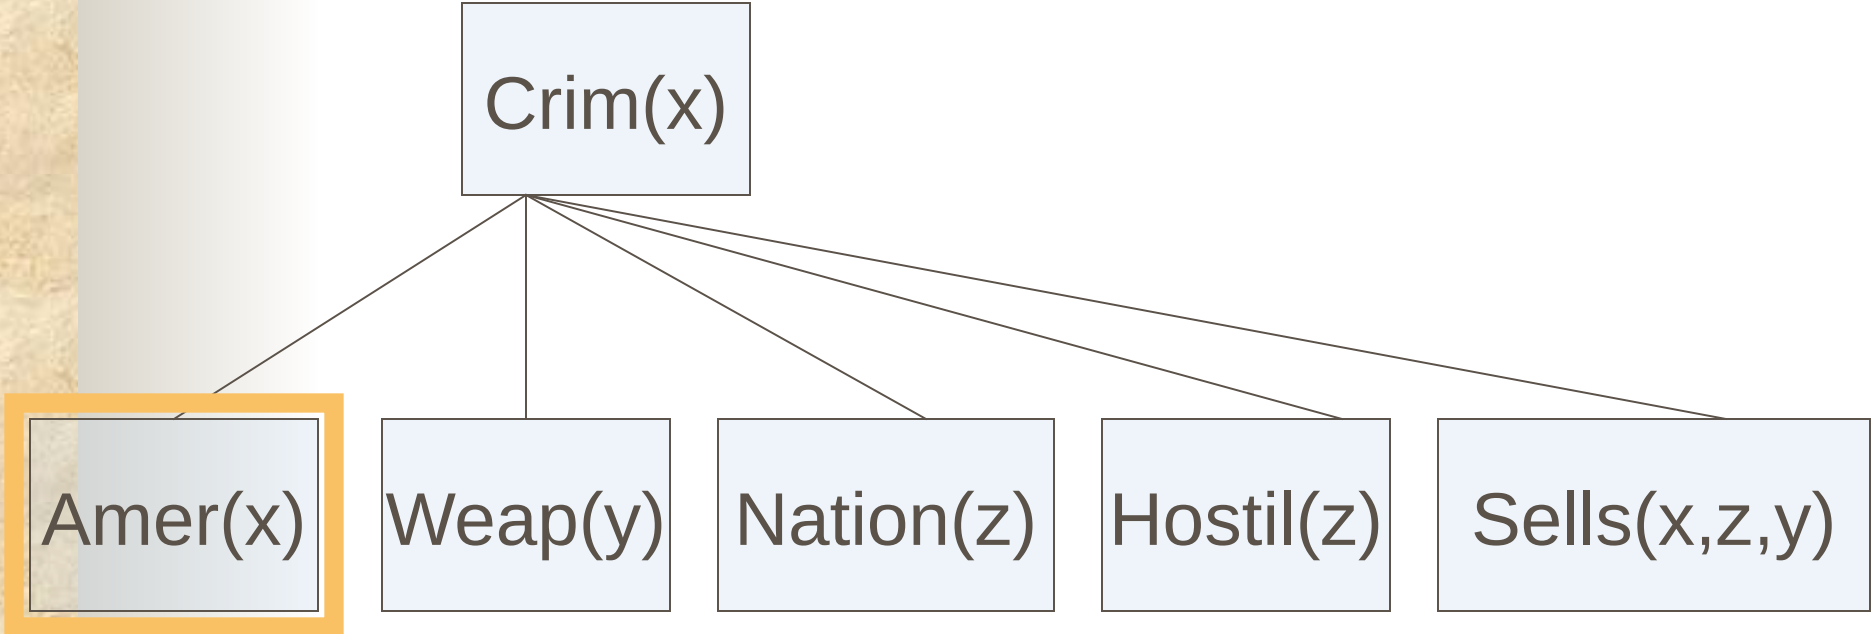 Crim(x)
Amer(x) Weap(y) Nation(z) Hostil(z) Sells(x,z,y)